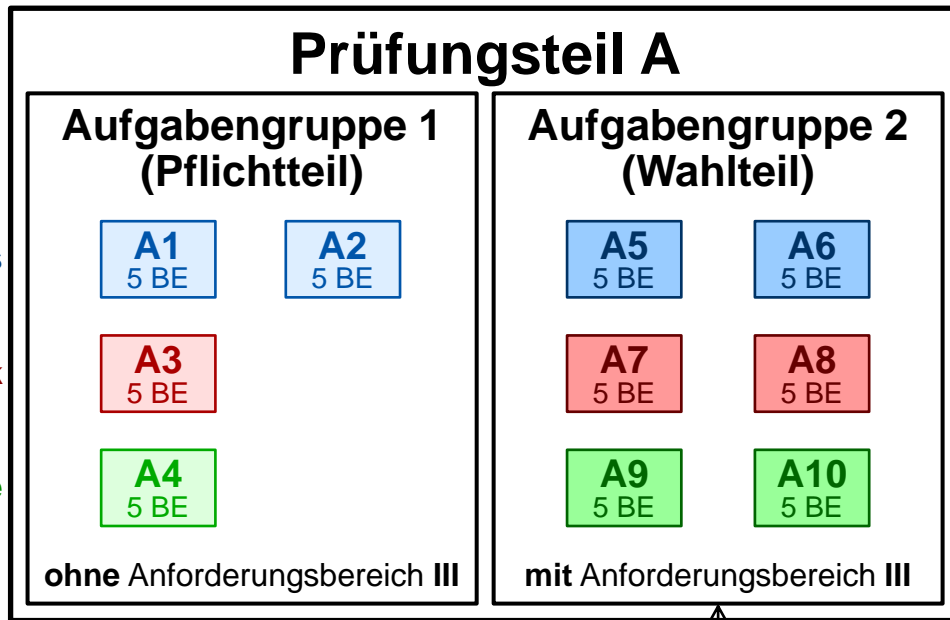 Prüfungsteil A
Aufgabengruppe 1
(Pflichtteil)
A1
5 BE
A2
5 BE
A3
5 BE
A4
5 BE
ohne Anforderungsbereich III
Aufgabengruppe 2
(Wahlteil)
A5
5 BE
A6
5 BE
A7
5 BE
A8
5 BE
A9
5 BE
A10
5 BE
mit Anforderungsbereich III